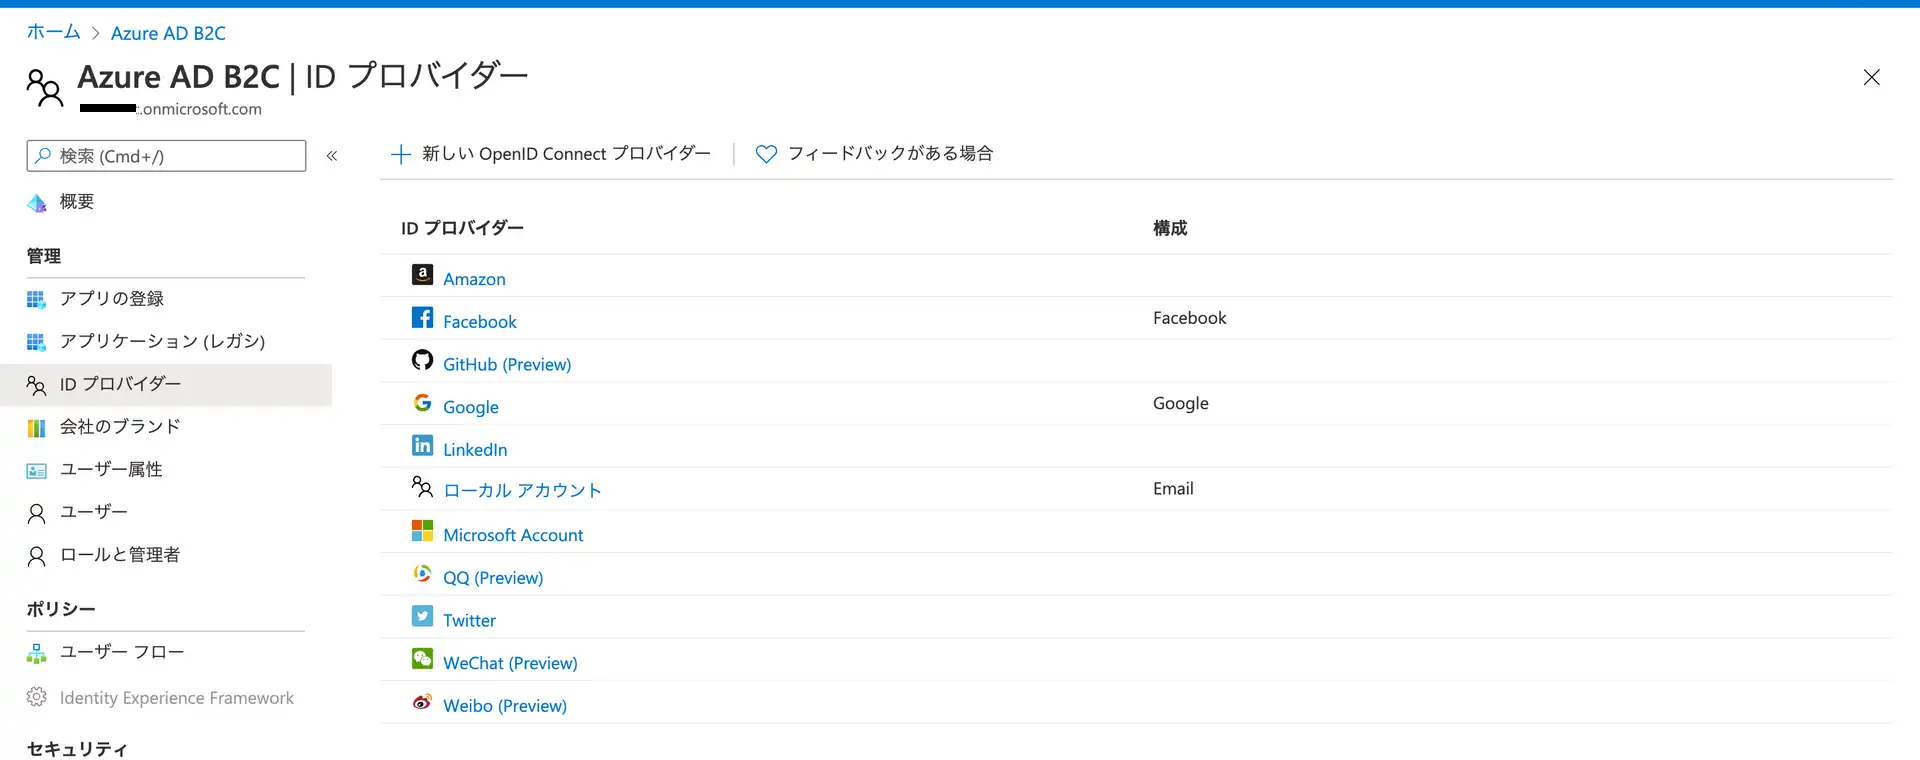 ホーム > Azure AD B2C
Azure AD B2C | ID プロバイダー
.onmicrosoft.com
検索 (Cmd+/)
«
概要
管理
アプリの登録
アプリケーション (レガシ)
ID プロバイダー
会社のブランド
ユーザー属性
ユーザー
ロールと管理者
ポリシー
ユーザー フロー
Identity Experience Framework
セキュリティ
新しい OpenID Connect プロバイダー
フィードバックがある場合
ID プロバイダー 構成
Amazon
Facebook Facebook
GitHub (Preview)
Google Google
LinkedIn
ローカル アカウント Email
Microsoft Account
QQ (Preview)
Twitter
WeChat (Preview)
Weibo (Preview)